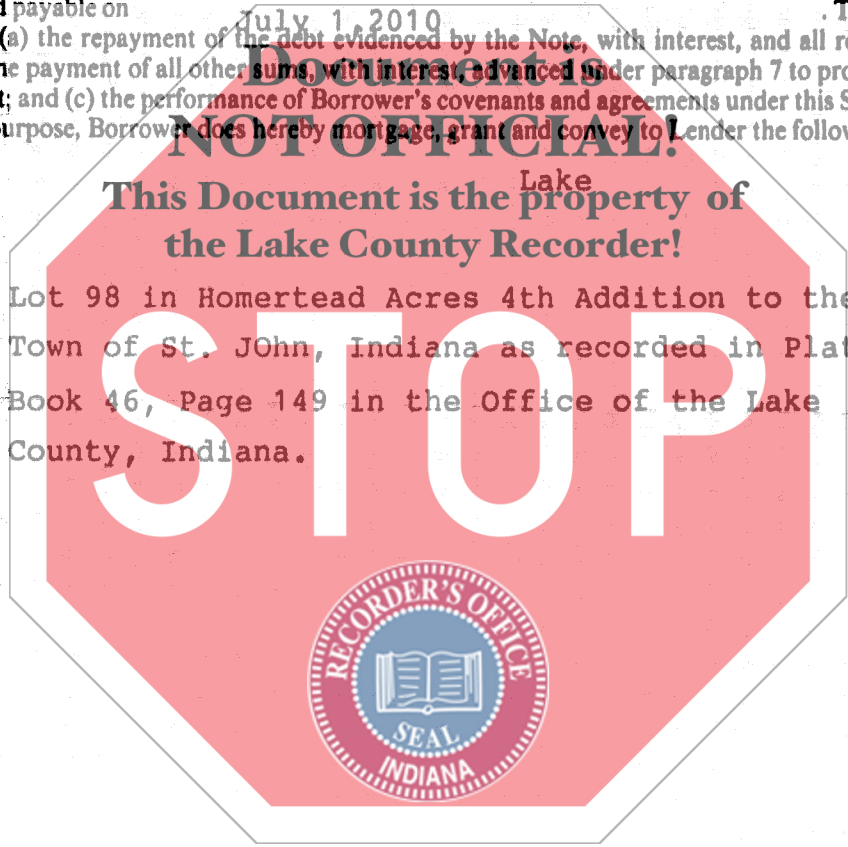 payable on July 1, 2010 . T
(a) the repayment of the debt evidenced by the Note, with interest, and all r
e payment of all other sums, with interest, advanced under paragraph 7 to pro
t; and (c) the performance of Borrower's covenants and agreements under this S
urpose, Borrower does hereby mortgage, grant and convey to Lender the follow
Lake
Document is
NOT OFFICIAL!
This Document is the property of
the Lake County Recorder!
Lot 98 in Homertead Acres 4th Addition to the
Town of St. JOhn, Indiana as recorded in Plat
Book 46, Page 149 in the Office of the Lake
County, Indiana.
STOP
RECORDER'S OFFICE
SEAL
INDIANA